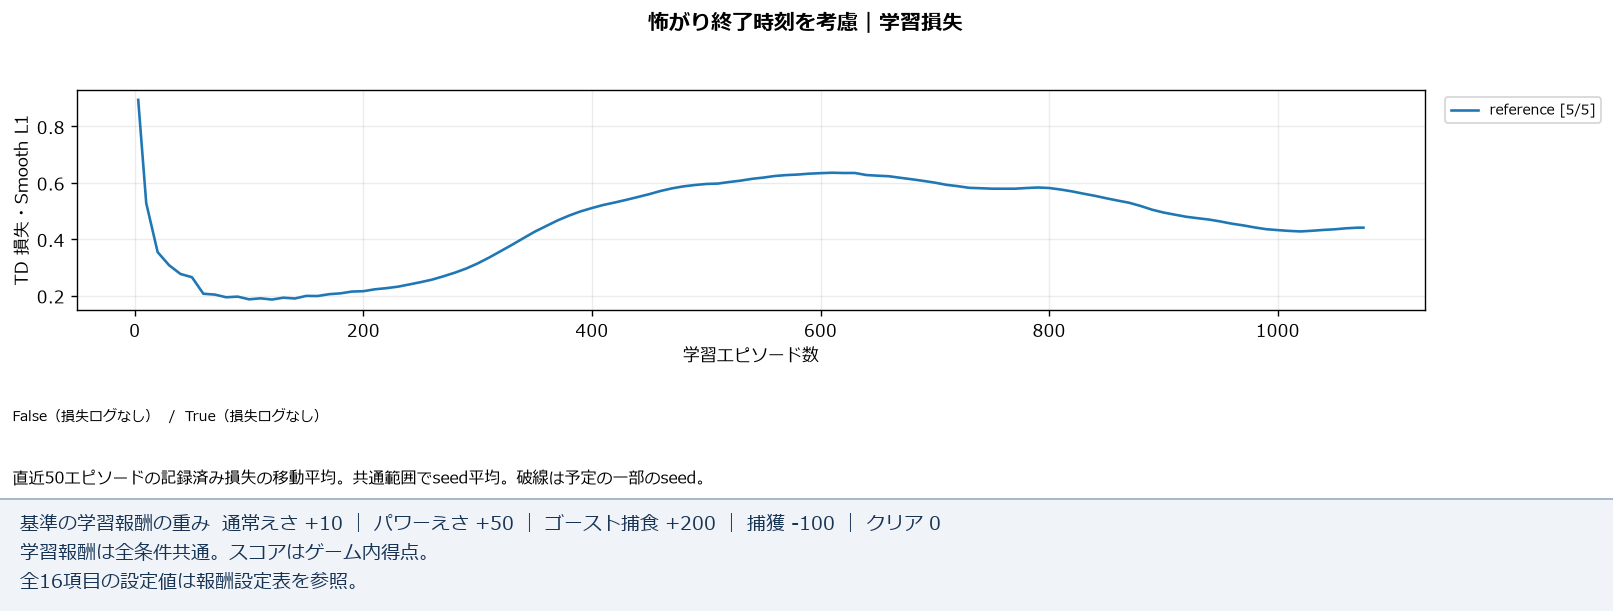 怖がり終了時刻を考慮｜学習損失
TD 損失・Smooth L1
0.8
0.6
0.4
0.2
0 200 400 600 800 1000
学習エピソード数
reference [5/5]
False（損失ログなし） / True（損失ログなし）
直近50エピソードの記録済み損失の移動平均。共通範囲でseed平均。破線は予定の一部のseed。
基準の学習報酬の重み 通常えさ +10 ｜ パワーえさ +50 ｜ ゴースト捕食 +200 ｜ 捕獲 -100 ｜ クリア 0
学習報酬は全条件共通。スコアはゲーム内得点。
全16項目の設定値は報酬設定表を参照。